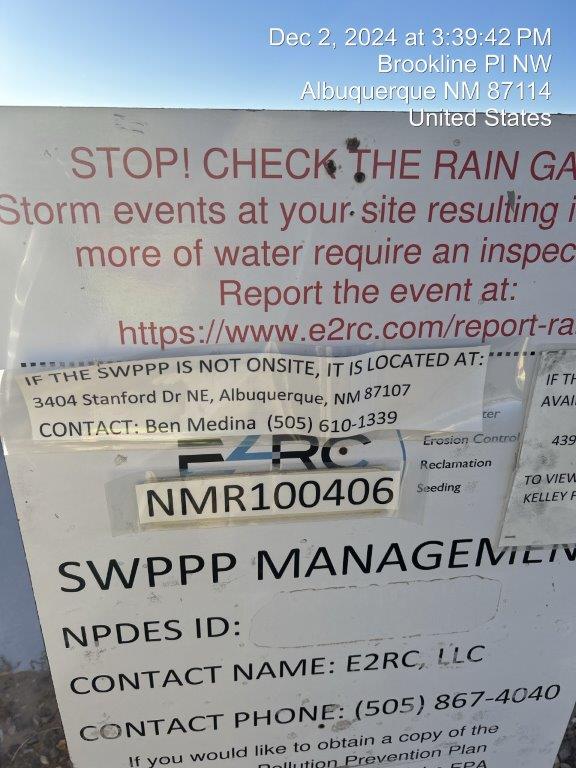 Dec 2, 2024 at 3:39:42 PM
Brookline Pl NW
Albuquerque NM 87114
United States
STOP! CHECK THE RAIN GA
Storm events at your site resulting i
more of water require an inspec
Report the event at:
https://www.e2rc.com/report-ra
IF THE SWPPP IS NOT ONSITE, IT IS LOCATED AT:
3404 Stanford Dr NE, Albuquerque, NM 87107
CONTACT: Ben Medina (505) 610-1339
E2RC
ter
Erosion Control
Reclamation
Seeding
IF TH
AVAI
439
TO VIEW
KELLEY F
NMR100406
SWPPP MANAGEMEN
NPDES ID:
CONTACT NAME: E2RC, LLC
CONTACT PHONE: (505) 867-4040
If you would like to obtain a copy of the
Pollution Prevention Plan
EPA